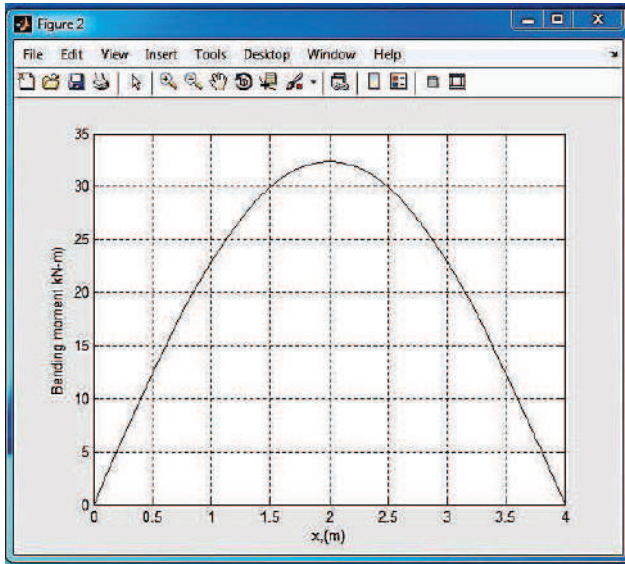 Figure 2
File Edit View Insert Tools Desktop Window Help
35
30
25
20
15
10
5
0
Bending moment kN-m)
0 0.5 1 1.5 2 2.5 3 3.5 4
x,(m)